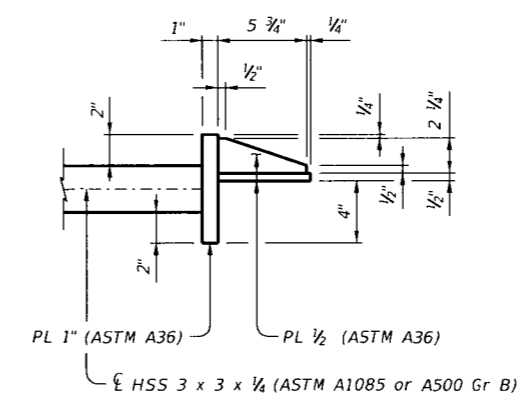 1" 5 ¾" ¼"
½"
2"
¼"
2 ¼"
½"
½"
4"
2"
PL 1" (ASTM A36)
PL ½ (ASTM A36)
℄ HSS 3 x 3 x ¼ (ASTM A1085 or A500 Gr B)